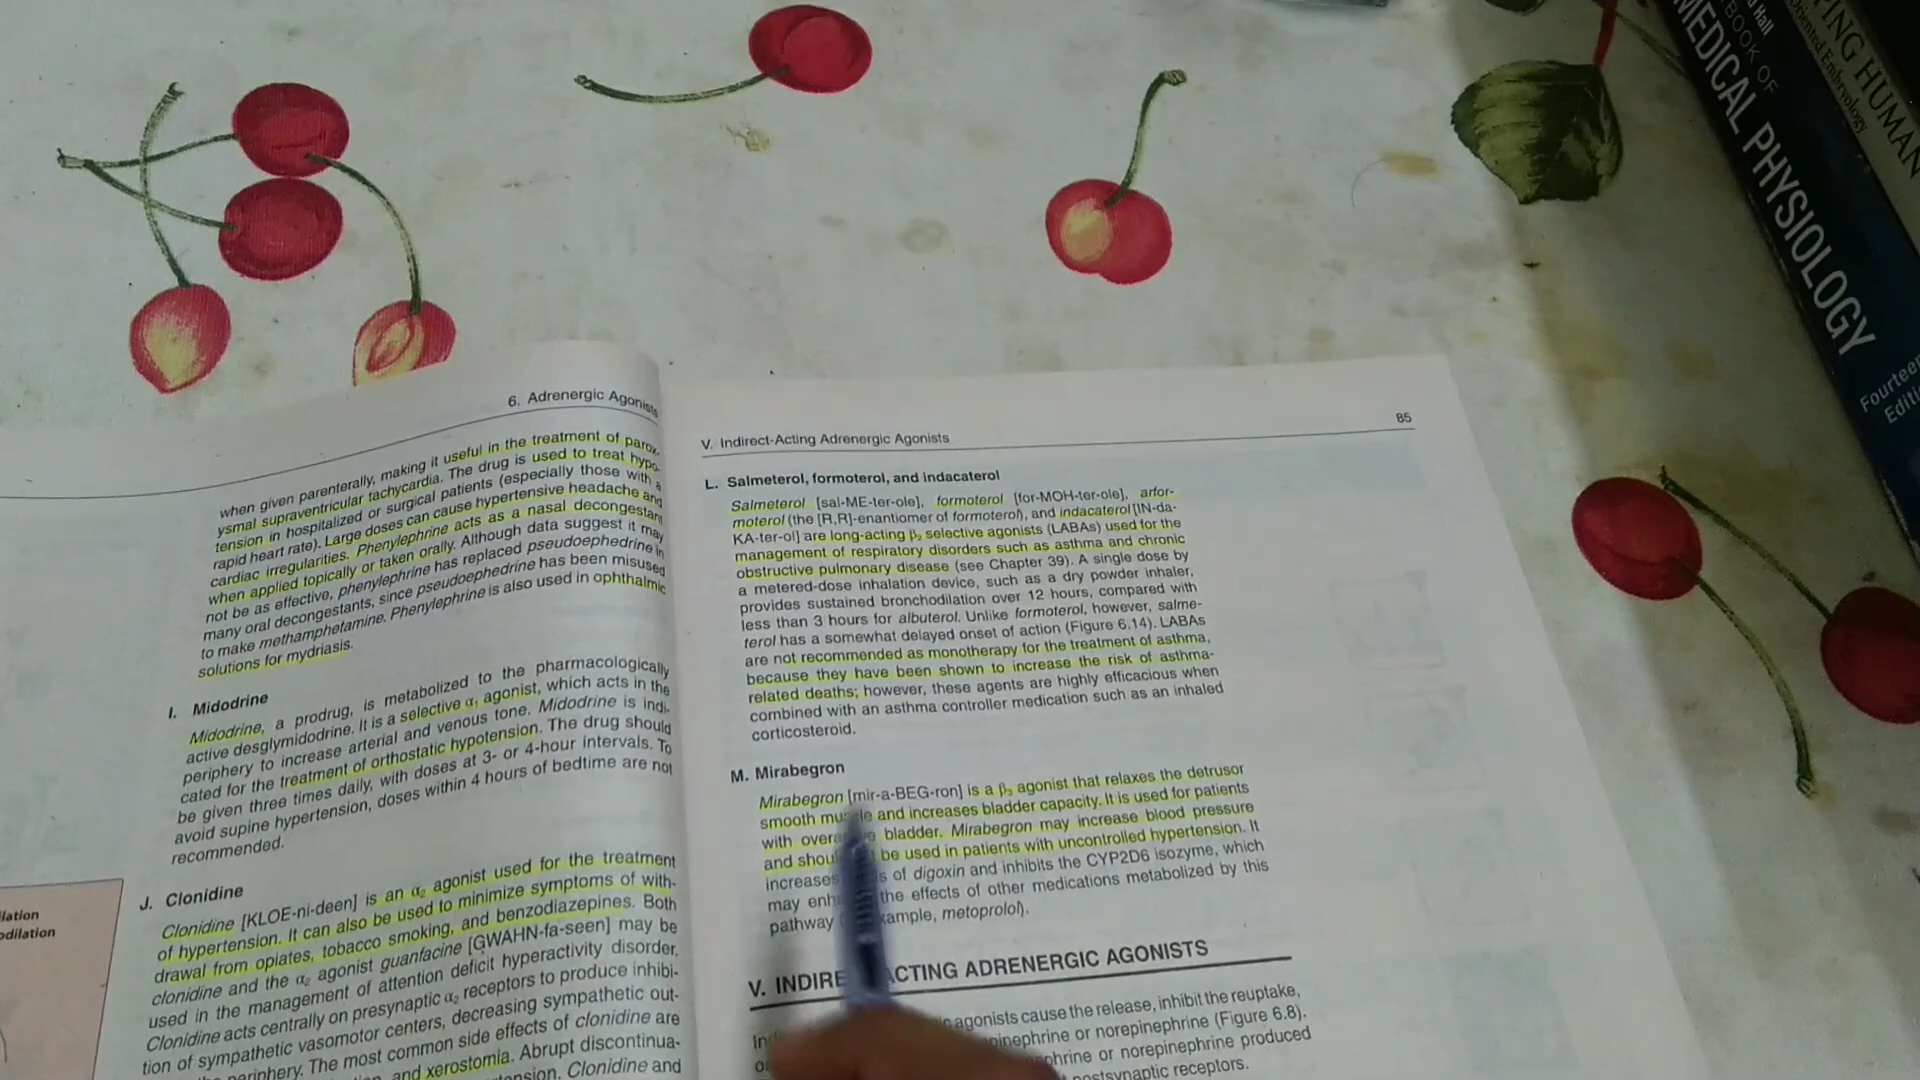 6. Adrenergic Agonists
when given parenterally, making it useful in the treatment of parox-
ysmal supraventricular tachycardia. The drug is used to treat hypo-
tension in hospitalized or surgical patients (especially those with a
rapid heart rate). Large doses can cause hypertensive headache and
cardiac irregularities. Phenylephrine acts as a nasal decongestant
when applied topically or taken orally. Although data suggest it may
not be as effective, phenylephrine has replaced pseudoephedrine in
many oral decongestants, since pseudoephedrine has been misused
to make methamphetamine. Phenylephrine is also used in ophthalmic
solutions for mydriasis.
I. Midodrine
Midodrine, a prodrug, is metabolized to the pharmacologically
active desglymidodrine. It is a selective α₁ agonist, which acts in the
periphery to increase arterial and venous tone. Midodrine is indi-
cated for the treatment of orthostatic hypotension. The drug should
be given three times daily, with doses at 3- or 4-hour intervals. To
avoid supine hypertension, doses within 4 hours of bedtime are not
recommended.
J. Clonidine
Clonidine [KLOE-ni-deen] is an α₂ agonist used for the treatment
of hypertension. It can also be used to minimize symptoms of with-
drawal from opiates, tobacco smoking, and benzodiazepines. Both
clonidine and the α₂ agonist guanfacine [GWAHN-fa-seen] may be
used in the management of attention deficit hyperactivity disorder.
Clonidine acts centrally on presynaptic α₂ receptors to produce inhibi-
tion of sympathetic vasomotor centers, decreasing sympathetic out-
periphery. The most common side effects of clonidine are
and xerostomia. Abrupt discontinua-
Clonidine and
V. Indirect-Acting Adrenergic Agonists
85
L. Salmeterol, formoterol, and indacaterol
Salmeterol [sal-ME-ter-ole], formoterol [for-MOH-ter-ole], arfor-
moterol (the [R,R]-enantiomer of formoterol), and indacaterol [IN-da-
KA-ter-ol] are long-acting β₂ selective agonists (LABAs) used for the
management of respiratory disorders such as asthma and chronic
obstructive pulmonary disease (see Chapter 39). A single dose by
a metered-dose inhalation device, such as a dry powder inhaler,
provides sustained bronchodilation over 12 hours, compared with
less than 3 hours for albuterol. Unlike formoterol, however, salme-
terol has a somewhat delayed onset of action (Figure 6.14). LABAs
are not recommended as monotherapy for the treatment of asthma,
because they have been shown to increase the risk of asthma-
related deaths; however, these agents are highly efficacious when
combined with an asthma controller medication such as an inhaled
corticosteroid.
M. Mirabegron
Mirabegron [mir-a-BEG-ron] is a β₃ agonist that relaxes the detrusor
smooth and increases bladder capacity. It is used for patients
with bladder. Mirabegron may increase blood pressure
and be used in patients with uncontrolled hypertension. It
increases of digoxin and inhibits the CYP2D6 isozyme, which
may the effects of other medications metabolized by this
pathway metoprolol).
V. ACTING ADRENERGIC AGONISTS
agonists cause the release, inhibit the reuptake,
or norepinephrine (Figure 6.8).
or norepinephrine produced
postsynaptic receptors.
MEDICAL PHYSIOLOGY
Hall
BOOK OF
HUMAN
Oriented Embryology